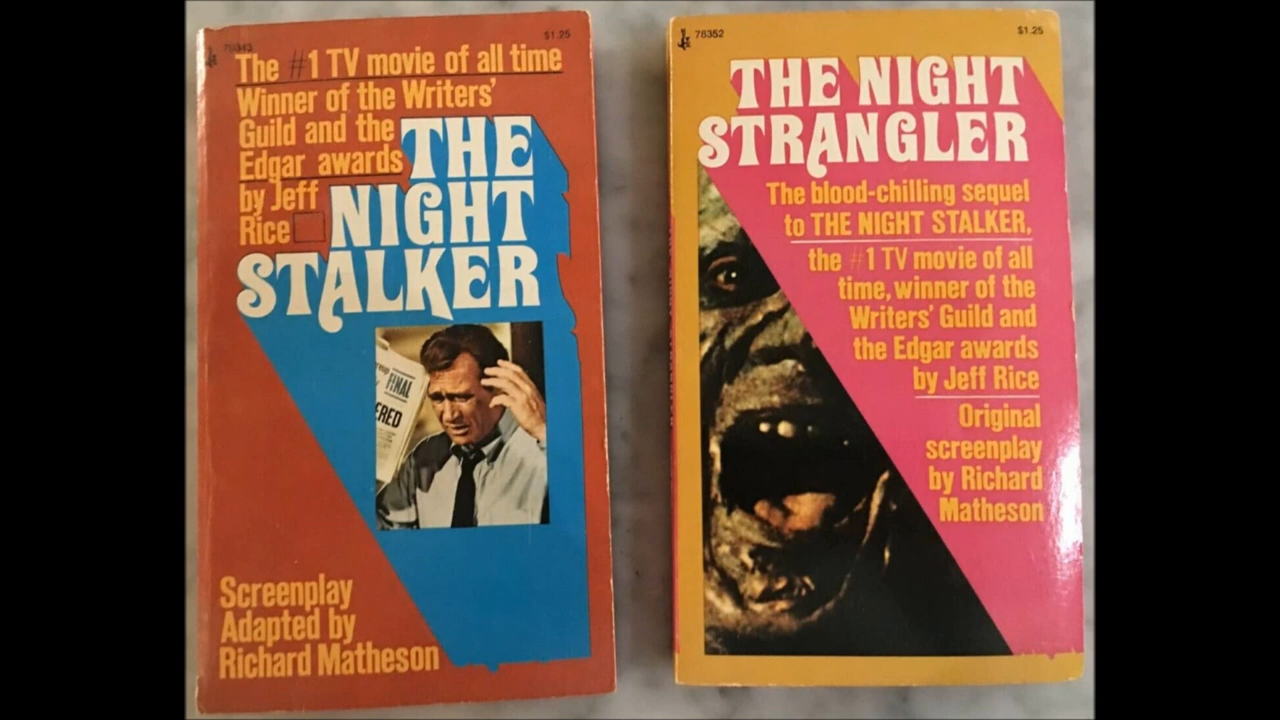 78343
$1.25
The #1 TV movie of all time
Winner of the Writers'
Guild and the
Edgar awards
by Jeff
Rice
THE
NIGHT
STALKER
FINAL
ERED
Screenplay
Adapted by
Richard Matheson
78352
$1.25
THE NIGHT
STRANGLER
The blood-chilling sequel
to THE NIGHT STALKER,
the #1 TV movie of all
time, winner of the
Writers' Guild and
the Edgar awards
by Jeff Rice
Original
screenplay
by Richard
Matheson